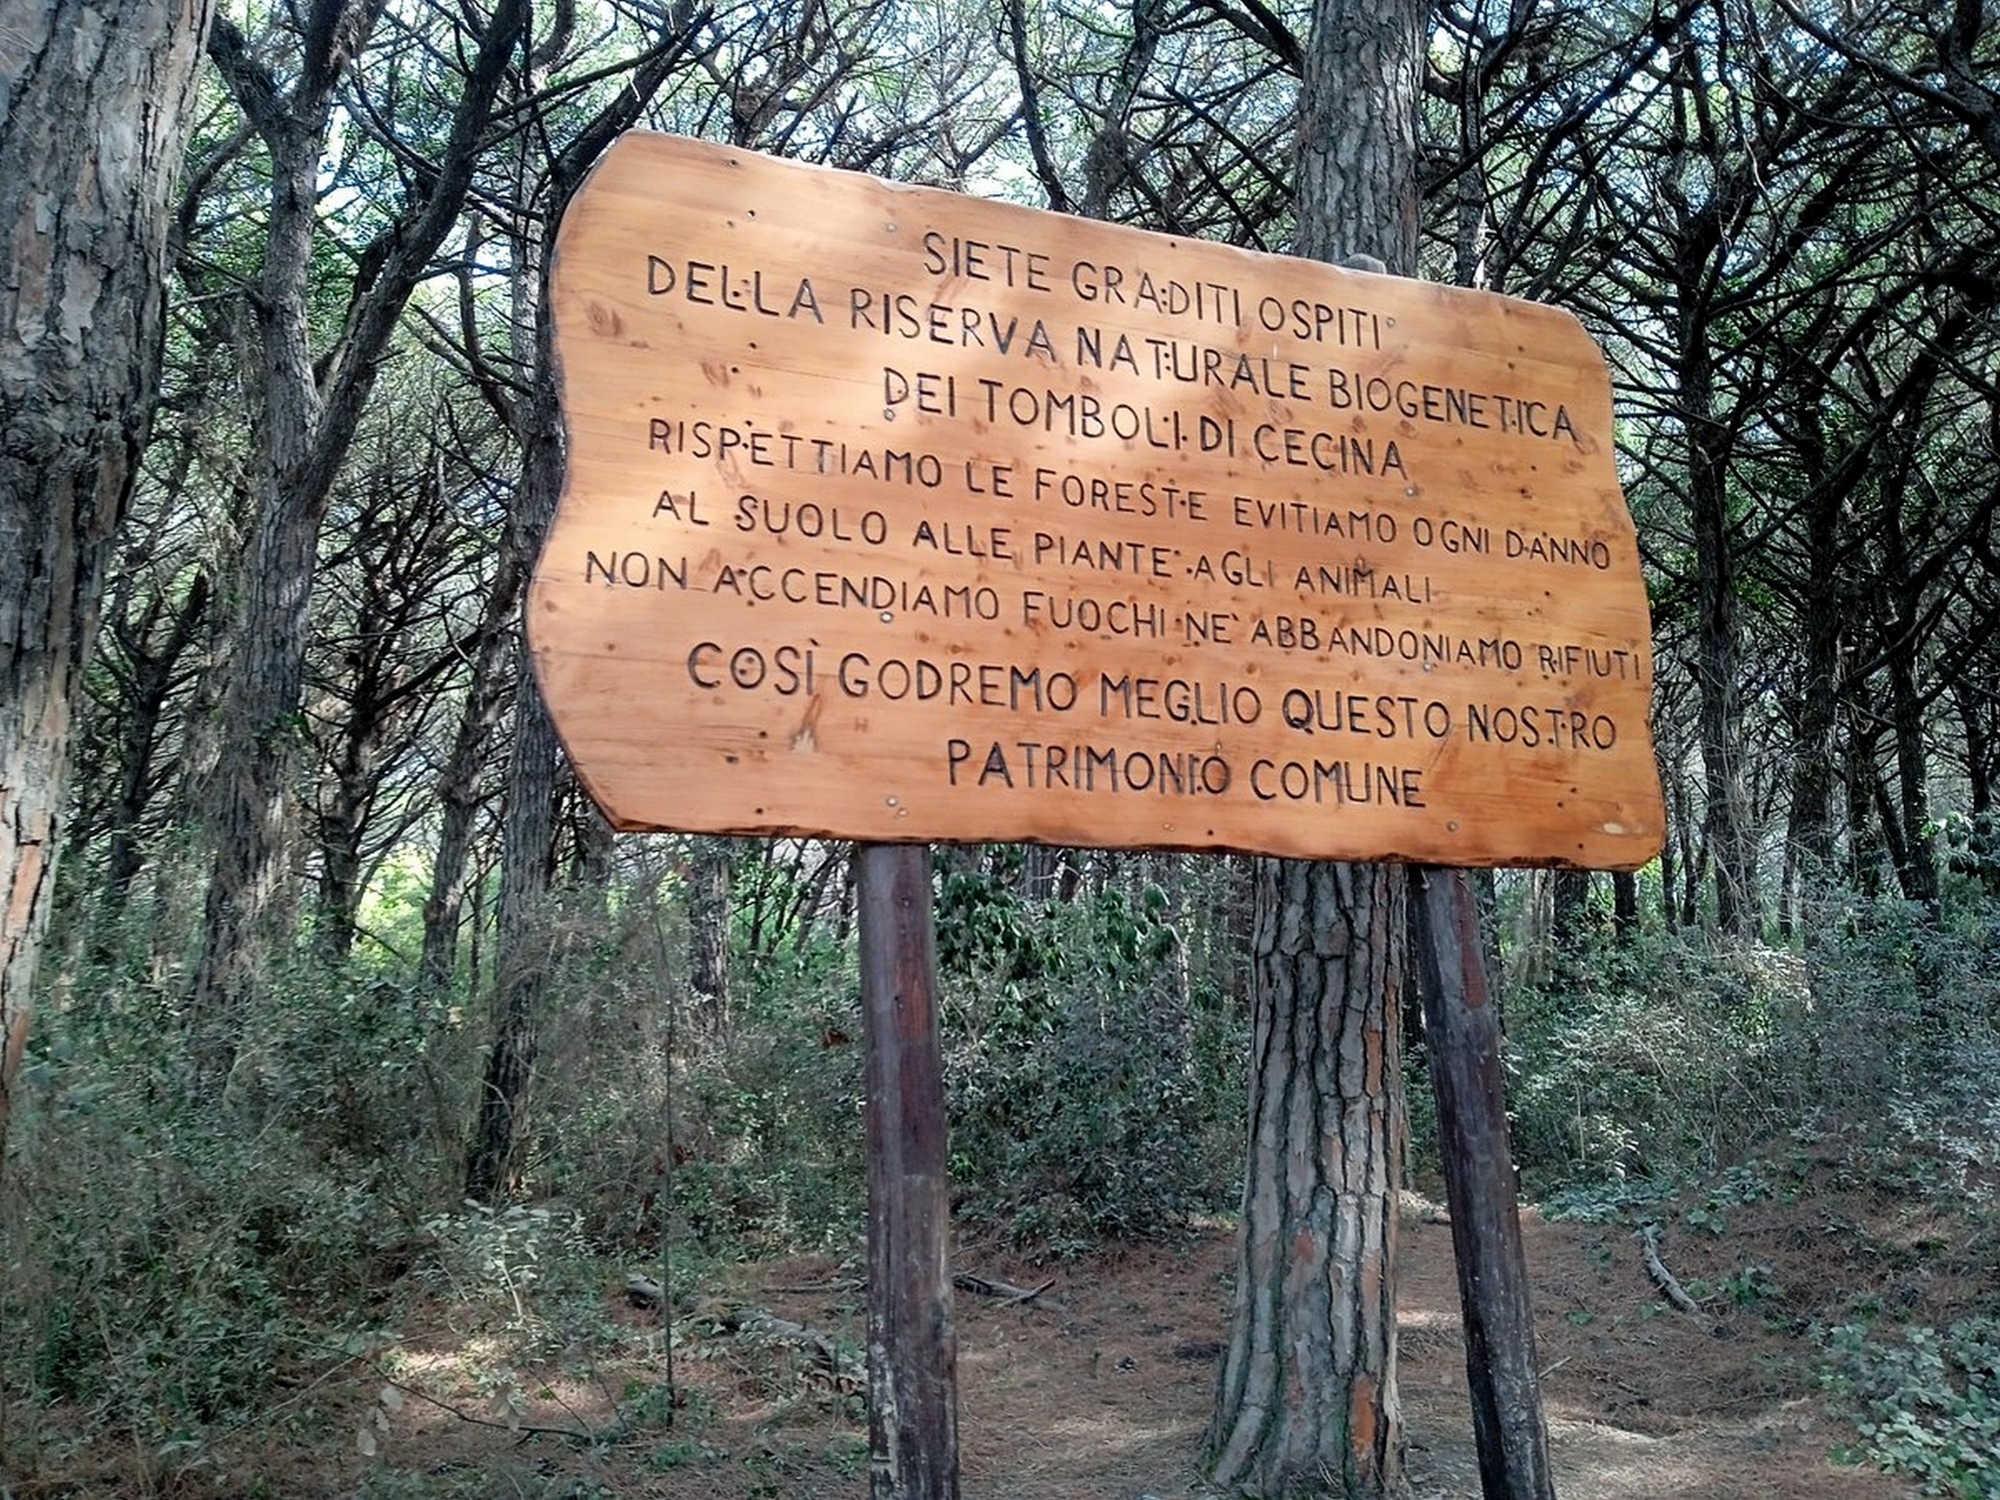 SIETE GRADITI OSPITI
DELLA RISERVA NATURALE BIOGENETICA
DEI TOMBOLI DI CECINA
RISPETTIAMO LE FORESTE EVITIAMO OGNI DANNO
AL SUOLO ALLE PIANTE AGLI ANIMALI
NON ACCENDIAMO FUOCHI NE' ABBANDONIAMO RIFIUTI
COSÌ GODREMO MEGLIO QUESTO NOSTRO
PATRIMONIO COMUNE